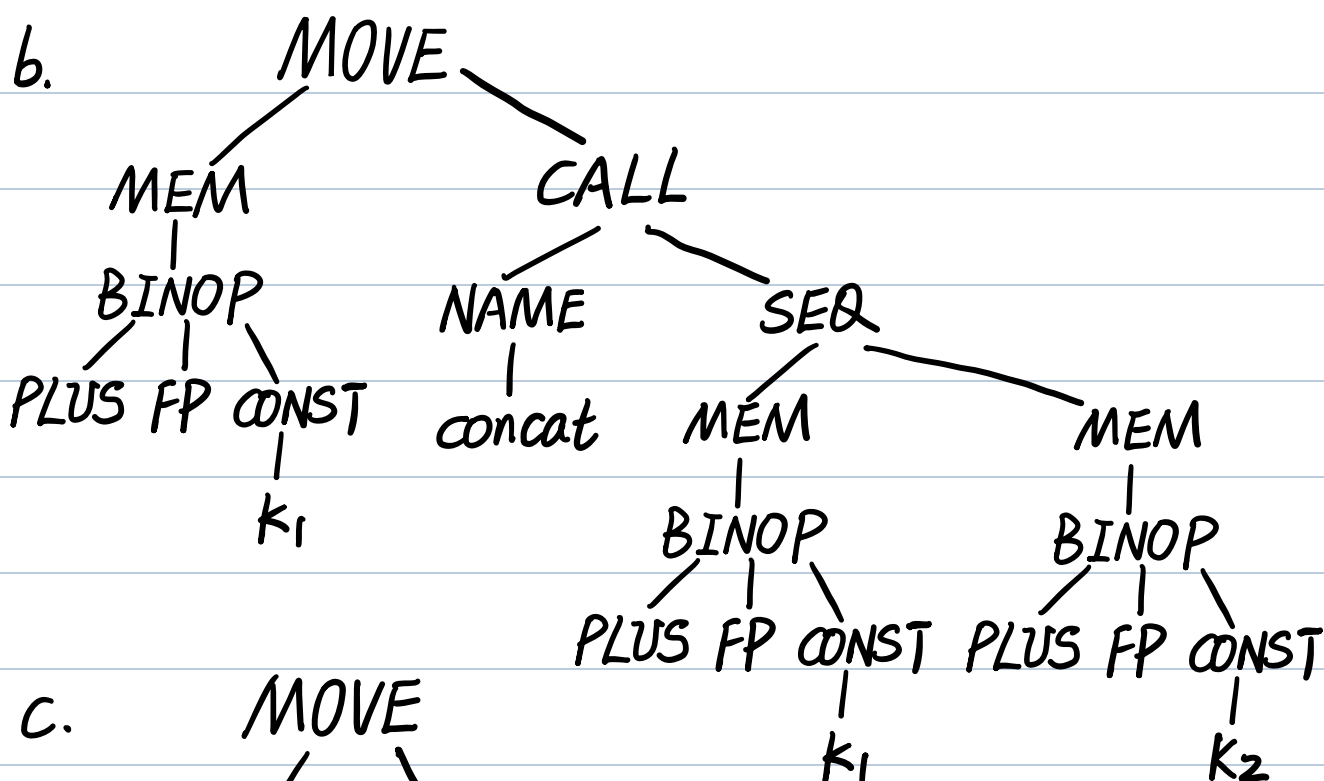 b. MOVE
MEM CALL
BINOP NAME SEQ
PLUS FP CONST concat MEM MEM
k1 BINOP BINOP
PLUS FP CONST PLUS FP CONST
c. MOVE
k1 k2